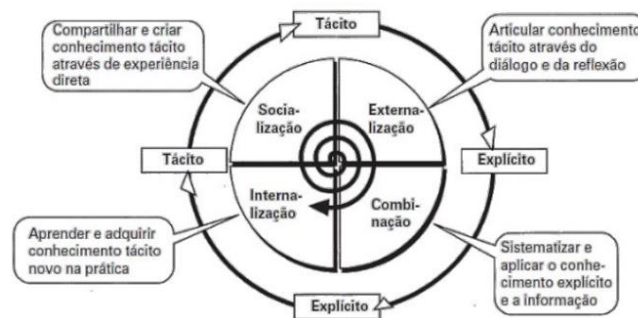 Compartilhar e criar
conhecimento tácito
através de experiência
direta
Tácito
Articular conhecimento
tácito através do
diálogo e da reflexão
Socia-
lização
Externa-
lização
Tácito
Explícito
Interna-
lização
Combi-
nação
Aprender e adquirir
conhecimento tácito
novo na prática
Sistematizar e
aplicar o conhe-
cimento explícito
e a informação
Explícito